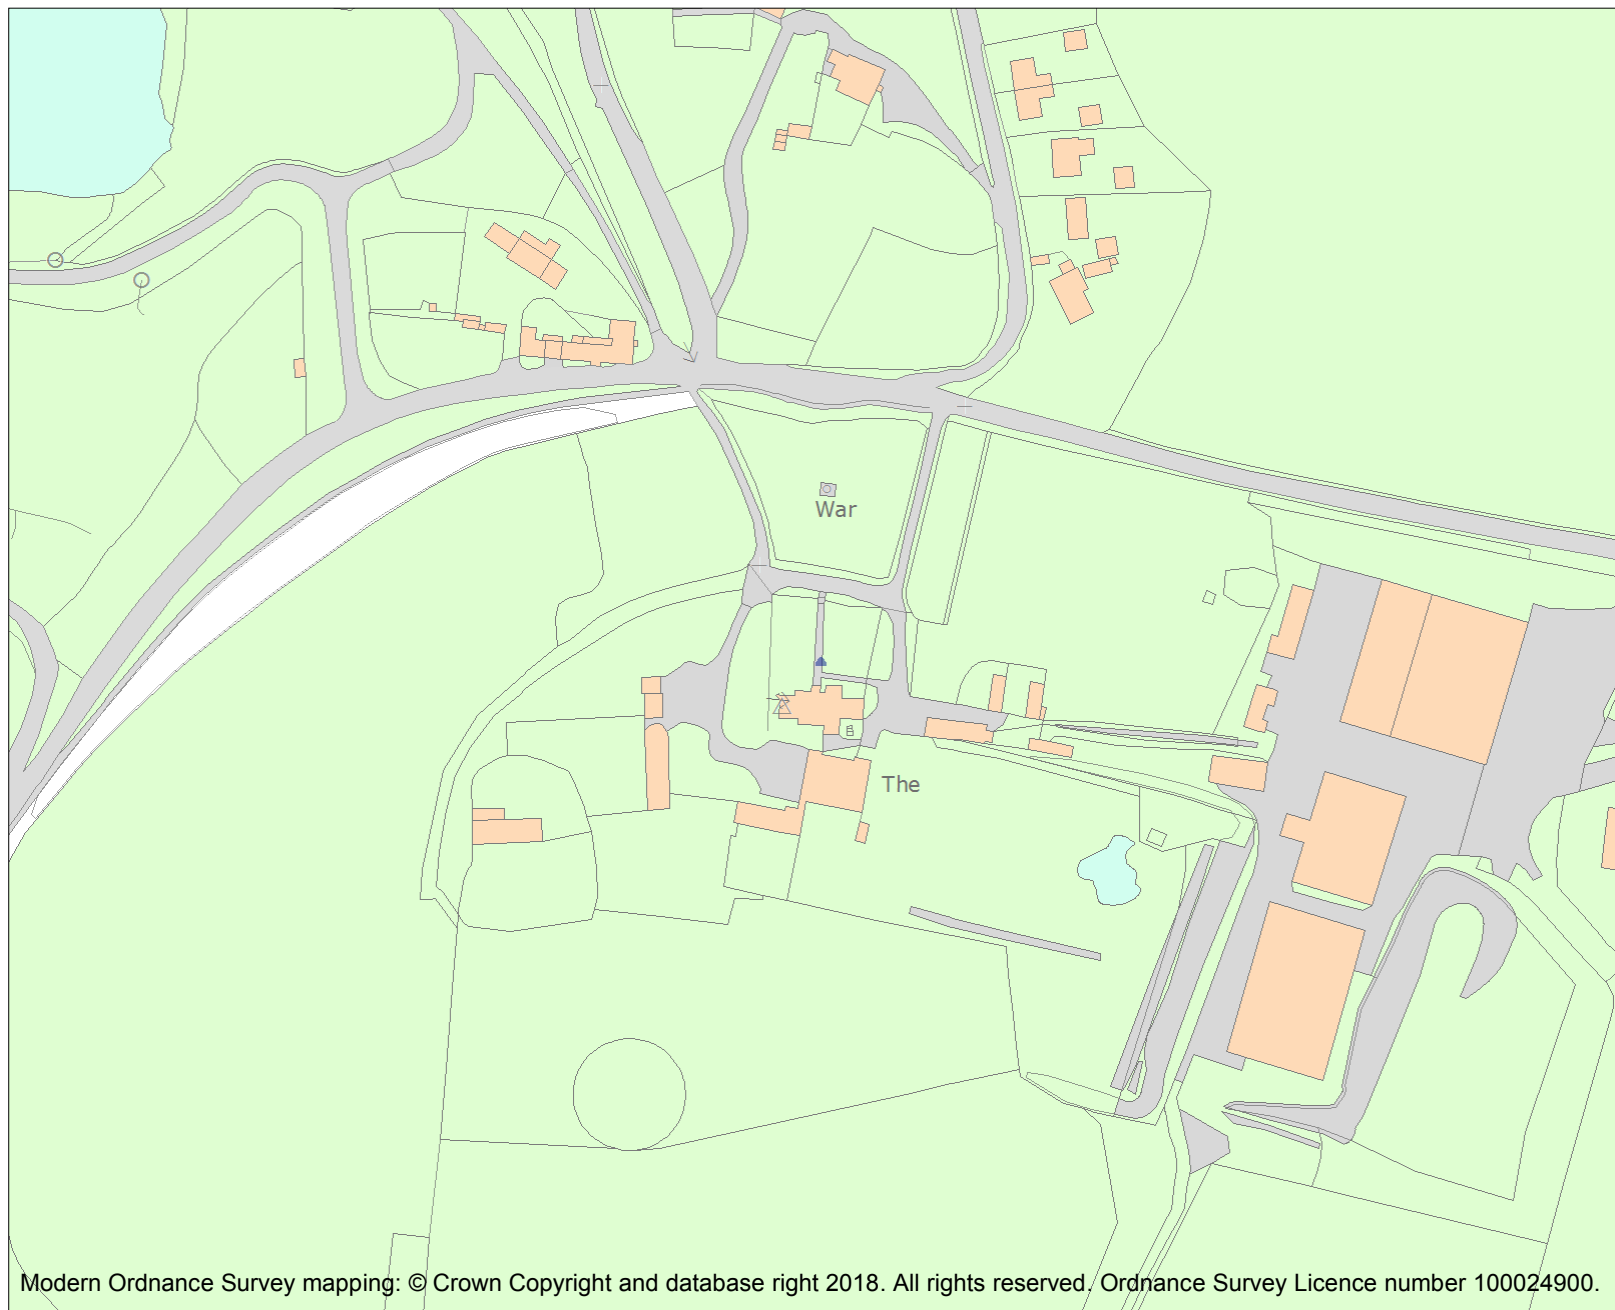 War
The
Modern Ordnance Survey mapping: © Crown Copyright and database right 2018. All rights reserved. Ordnance Survey Licence number 100024900.